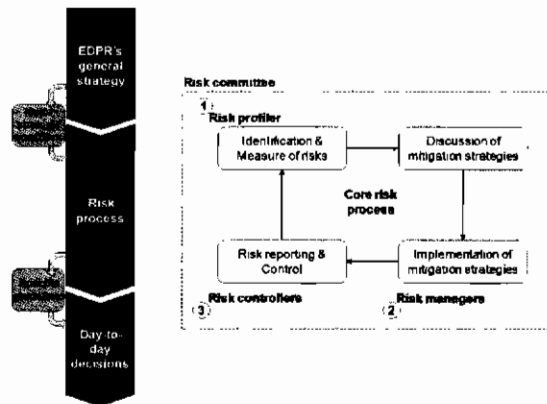 EDPR's
general
strategy
Risk
process
Day-to-
day
decisions
Risk committee
1
Risk profiler
Identification &
Measure of risks
Discussion of
mitigation strategies
Core risk
process
Risk reporting &
Control
Implementation of
mitigation strategies
Risk controllers
3
Risk managers
2